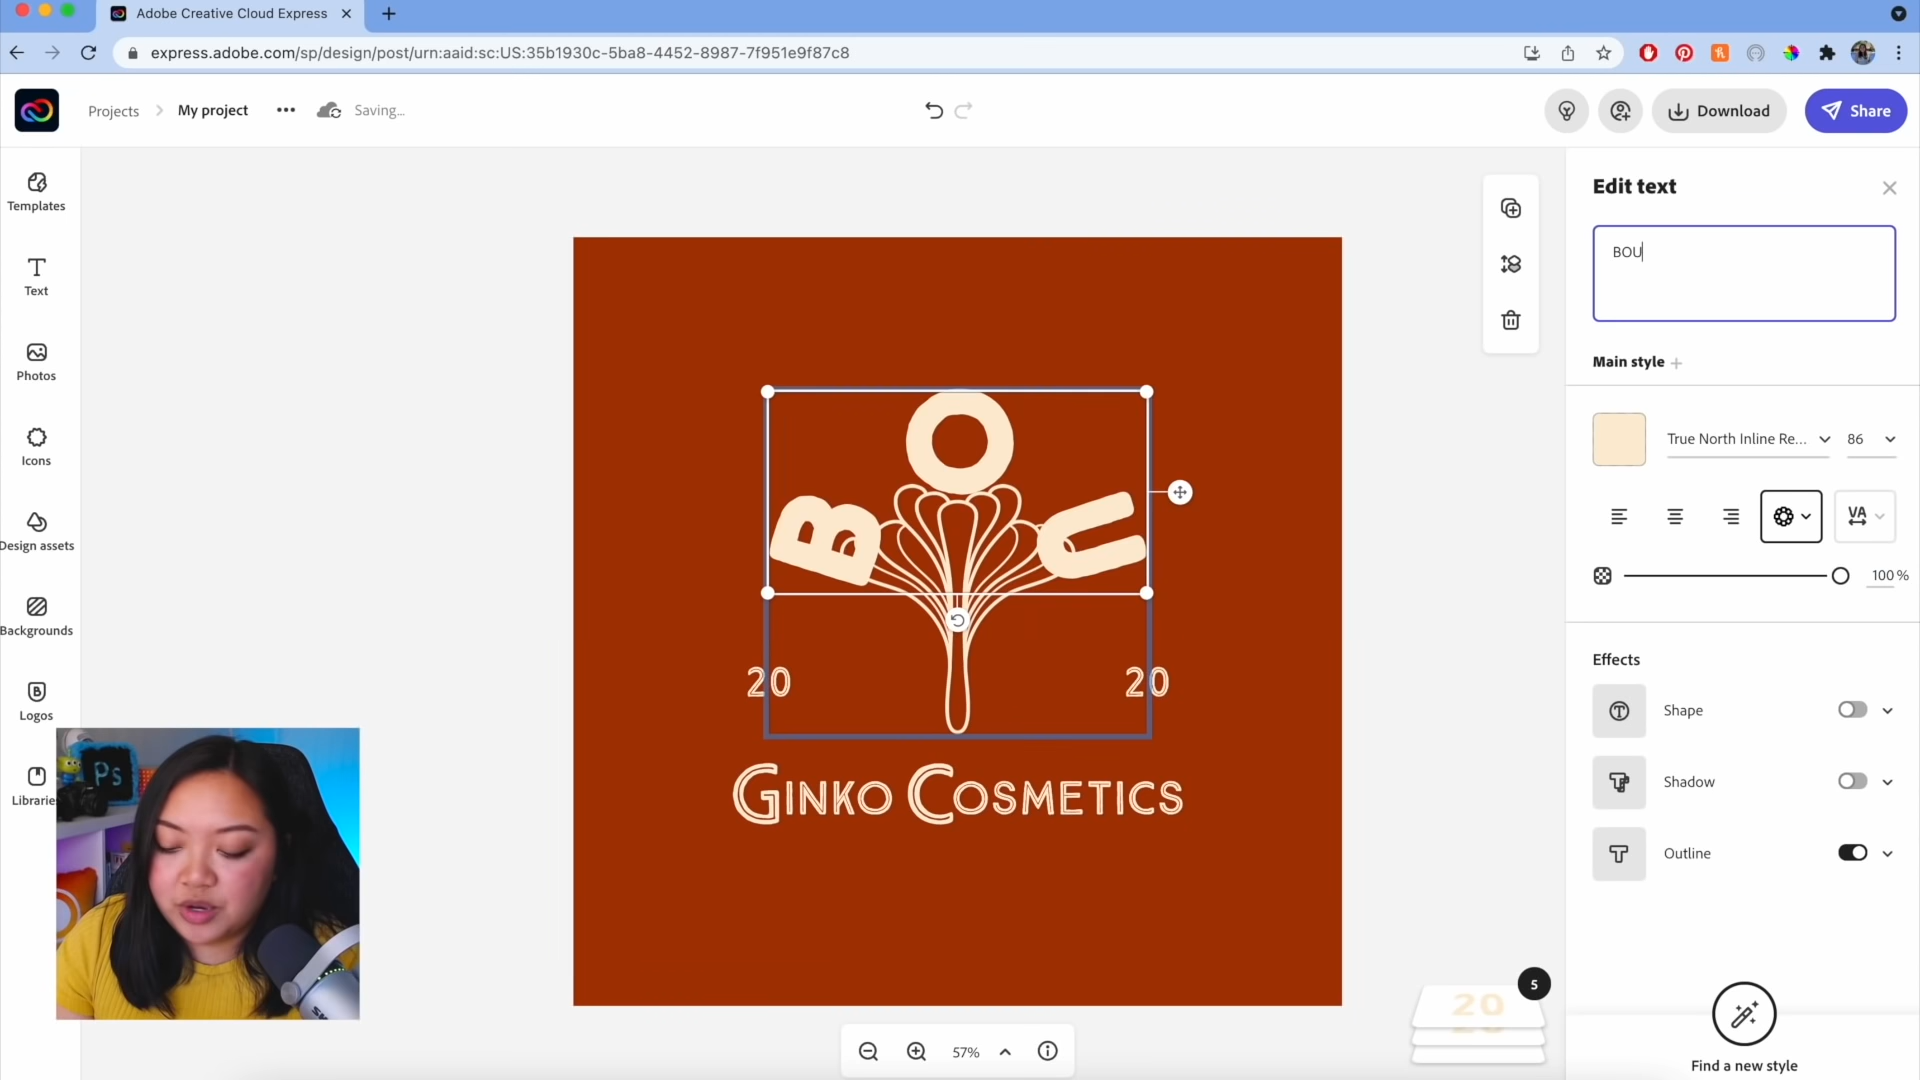 Adobe Creative Cloud Express
express.adobe.com/sp/design/post/urn:aaid:sc:US:35b1930c-5ba8-4452-8987-7f951e9f87c8
Projects
My project
Saving...
Download
Share
Templates
Text
Photos
Icons
Design assets
Backgrounds
Logos
Librarie
Ps
BOU
20
20
Ginko Cosmetics
57%
20
5
Edit text
BOU
Main style
True North Inline Re...
86
VA
100 %
Effects
Shape
Shadow
Outline
Find a new style